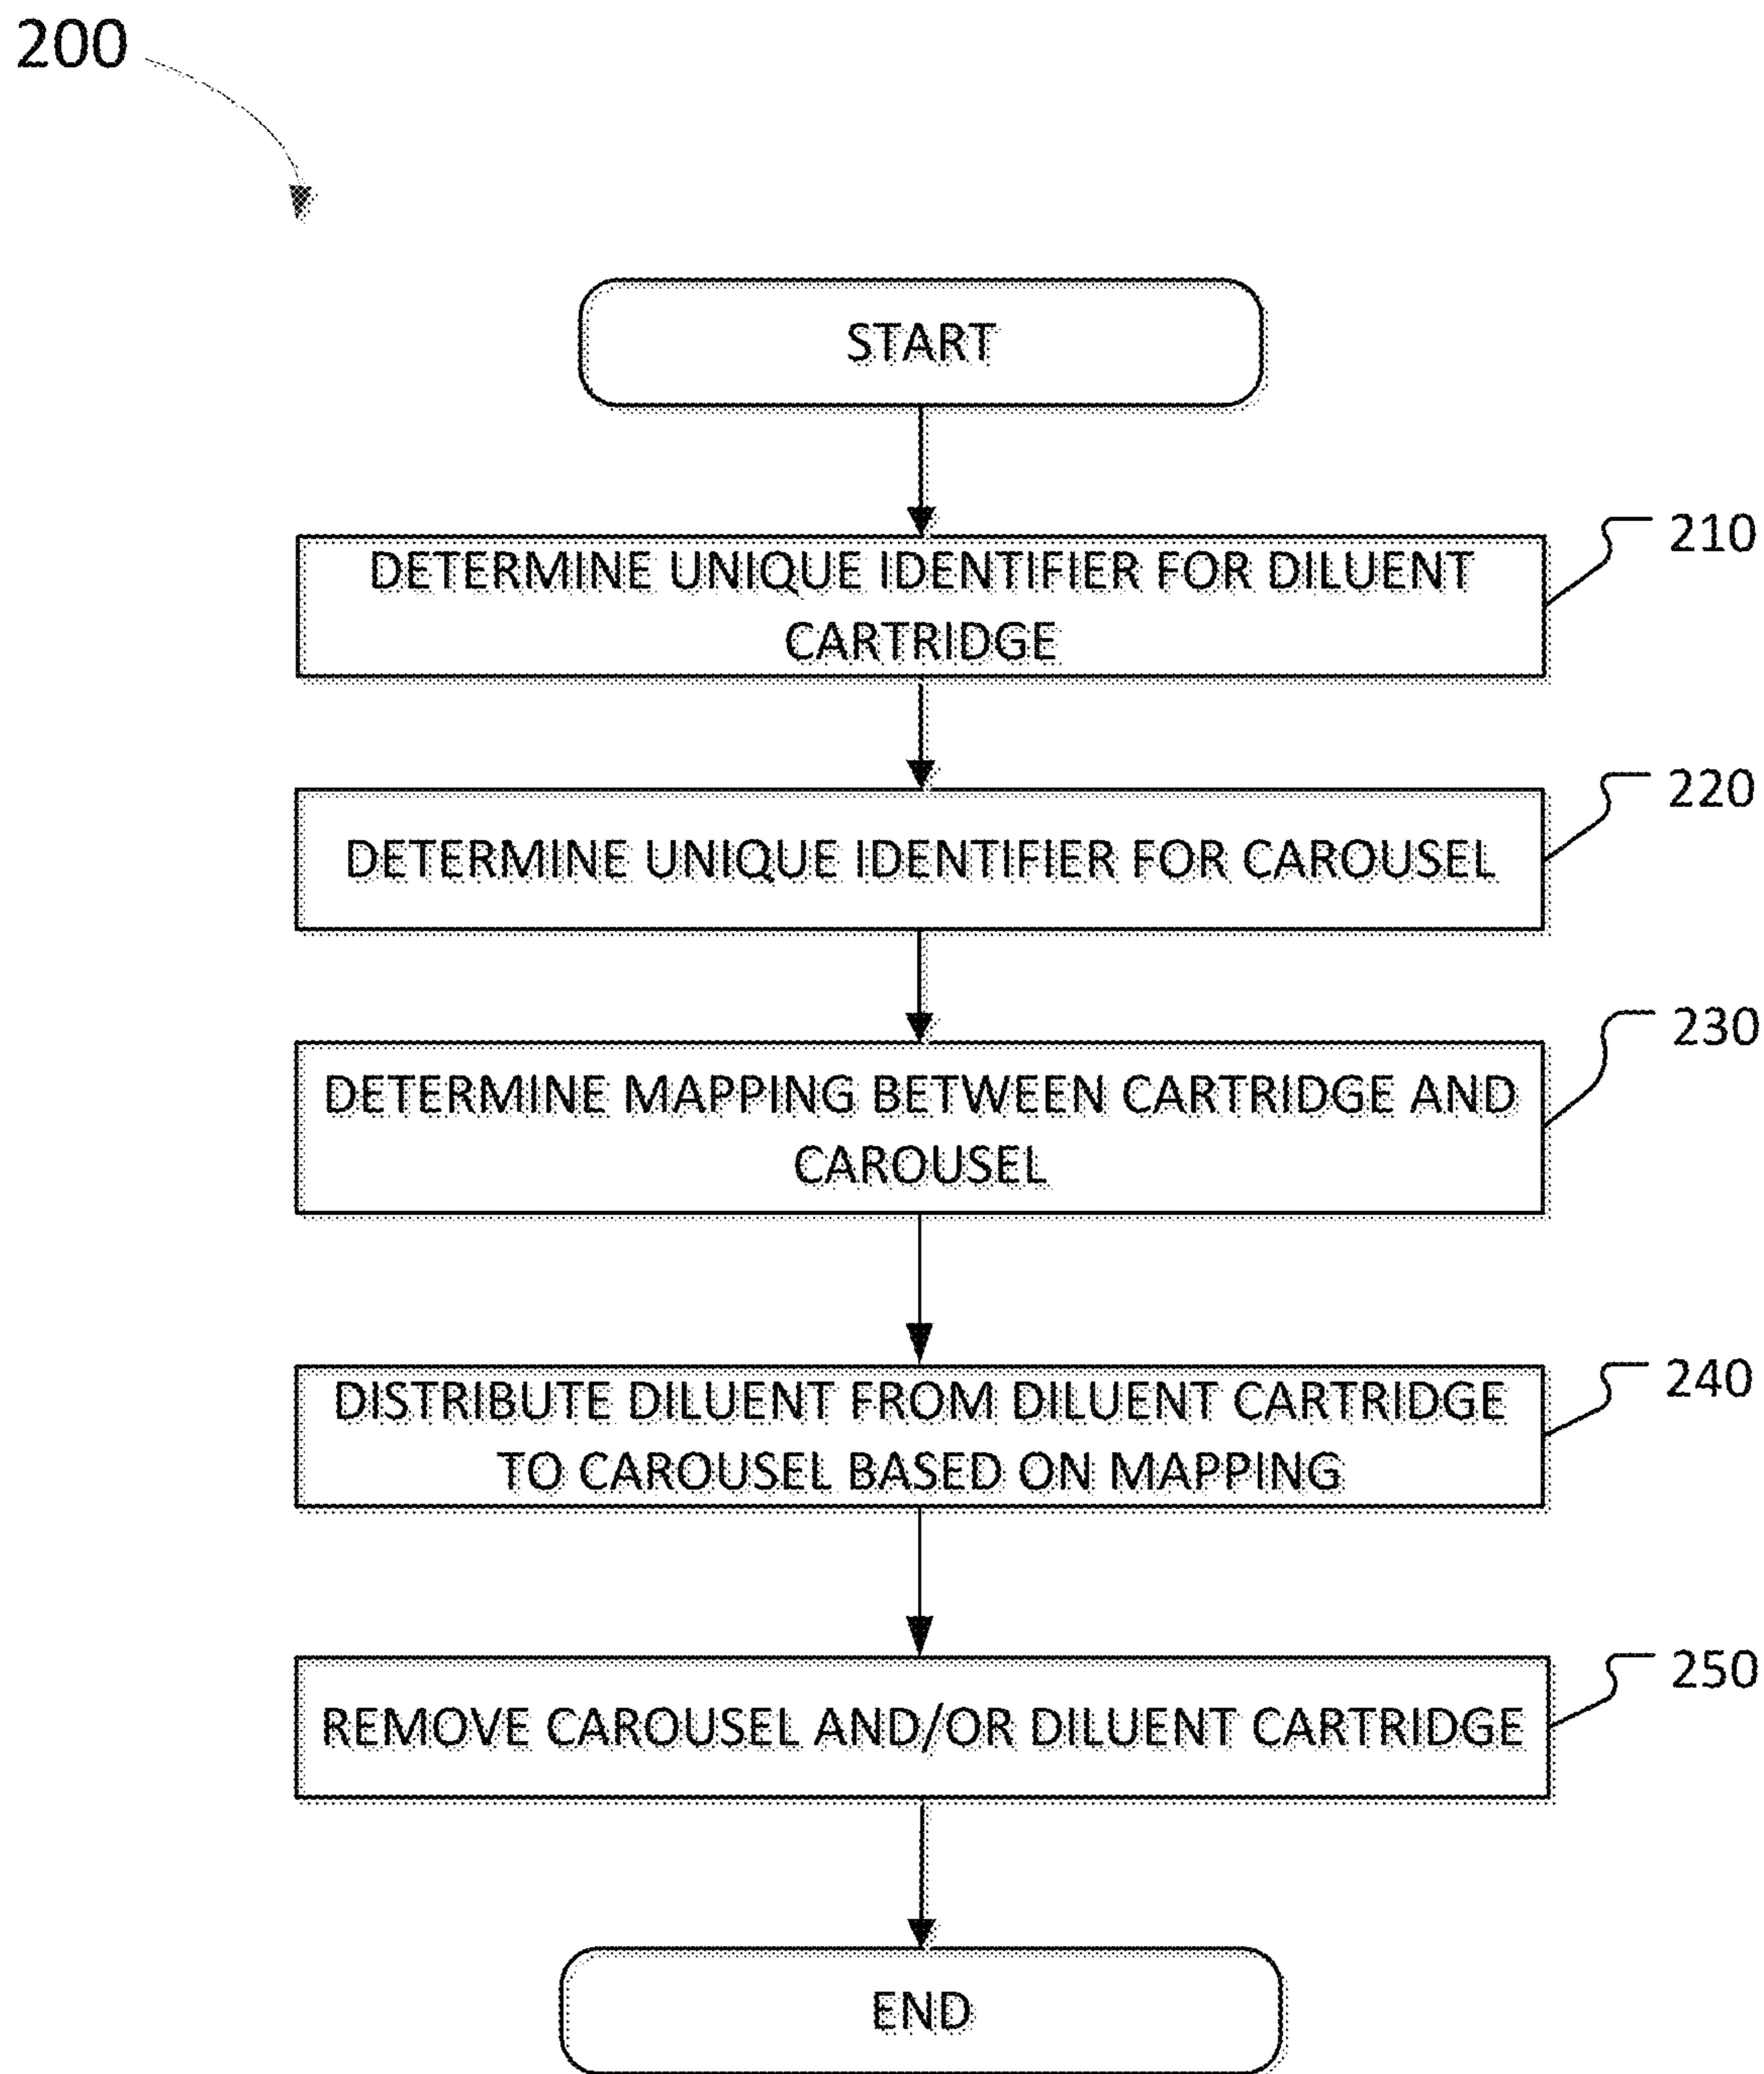 200
START
DETERMINE UNIQUE IDENTIFIER FOR DILUENT
CARTRIDGE
210
DETERMINE UNIQUE IDENTIFIER FOR CAROUSEL
220
DETERMINE MAPPING BETWEEN CARTRIDGE AND
CAROUSEL
230
DISTRIBUTE DILUENT FROM DILUENT CARTRIDGE
TO CAROUSEL BASED ON MAPPING
240
REMOVE CAROUSEL AND/OR DILUENT CARTRIDGE
250
END